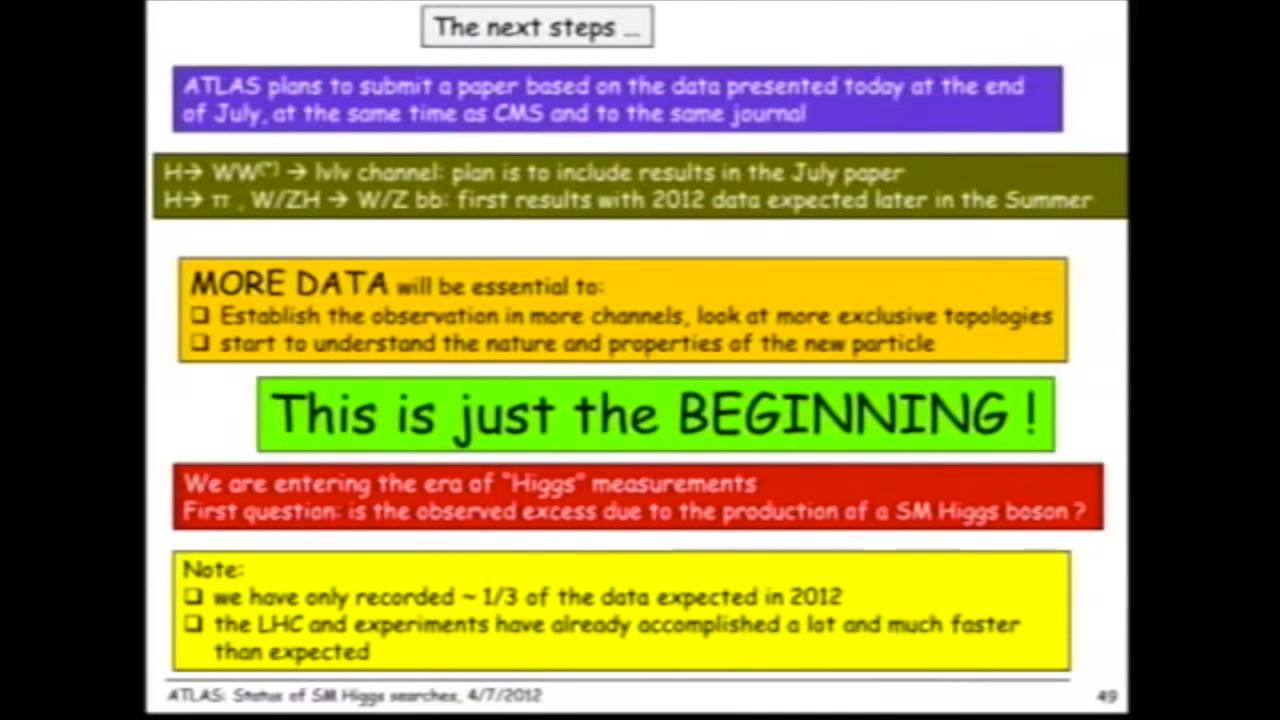 The next steps ...
ATLAS plans to submit a paper based on the data presented today at the end
of July, at the same time as CMS and to the same journal
H→ WW(*) → lνlν channel: plan is to include results in the July paper
H→ ττ , W/ZH → W/Z bb: first results with 2012 data expected later in the Summer
MORE DATA will be essential to:
❑ Establish the observation in more channels, look at more exclusive topologies
❑ start to understand the nature and properties of the new particle
This is just the BEGINNING !
We are entering the era of "Higgs" measurements
First question: is the observed excess due to the production of a SM Higgs boson ?
Note:
❑ we have only recorded ~ 1/3 of the data expected in 2012
❑ the LHC and experiments have already accomplished a lot and much faster
than expected
ATLAS: Status of SM Higgs searches, 4/7/2012
49